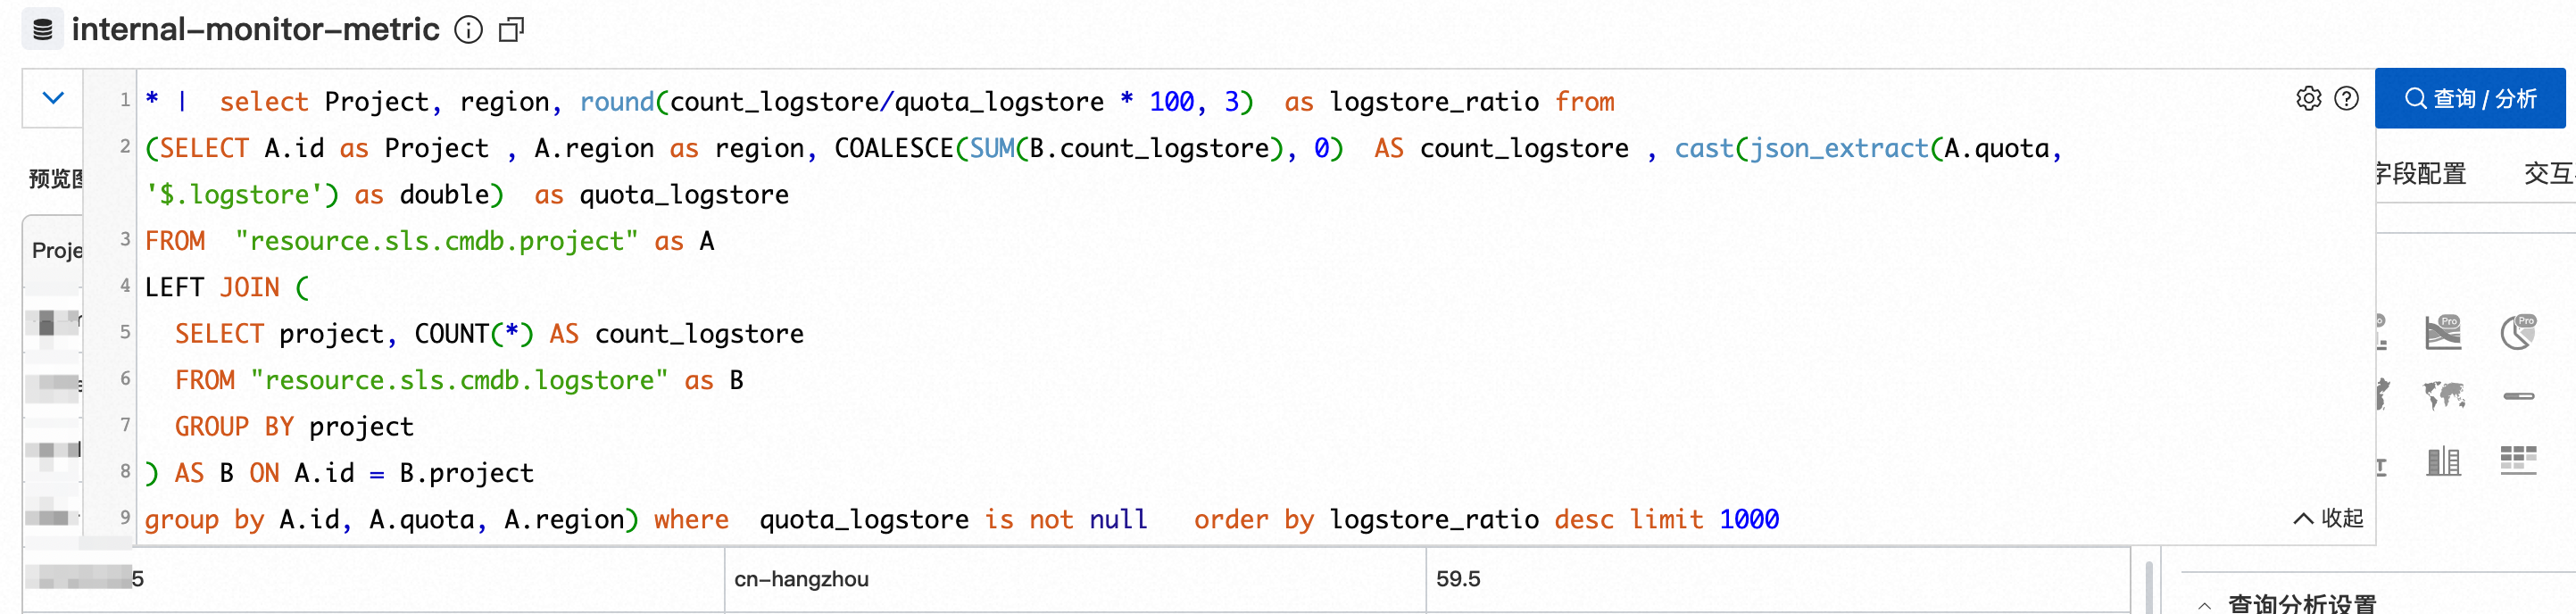 internal-monitor-metric
1 * | select Project, region, round(count_logstore/quota_logstore * 100, 3) as logstore_ratio from
2 (SELECT A.id as Project , A.region as region, COALESCE(SUM(B.count_logstore), 0) AS count_logstore , cast(json_extract(A.quota,
'$.logstore') as double) as quota_logstore
3 FROM "resource.sls.cmdb.project" as A
4 LEFT JOIN (
5 SELECT project, COUNT(*) AS count_logstore
6 FROM "resource.sls.cmdb.logstore" as B
7 GROUP BY project
8 ) AS B ON A.id = B.project
9 group by A.id, A.quota, A.region) where quota_logstore is not null order by logstore_ratio desc limit 1000
收起
查询 / 分析
预览图
字段配置
交互
Proje
Pro
Pro
5
cn-hangzhou
59.5
查询分析设置